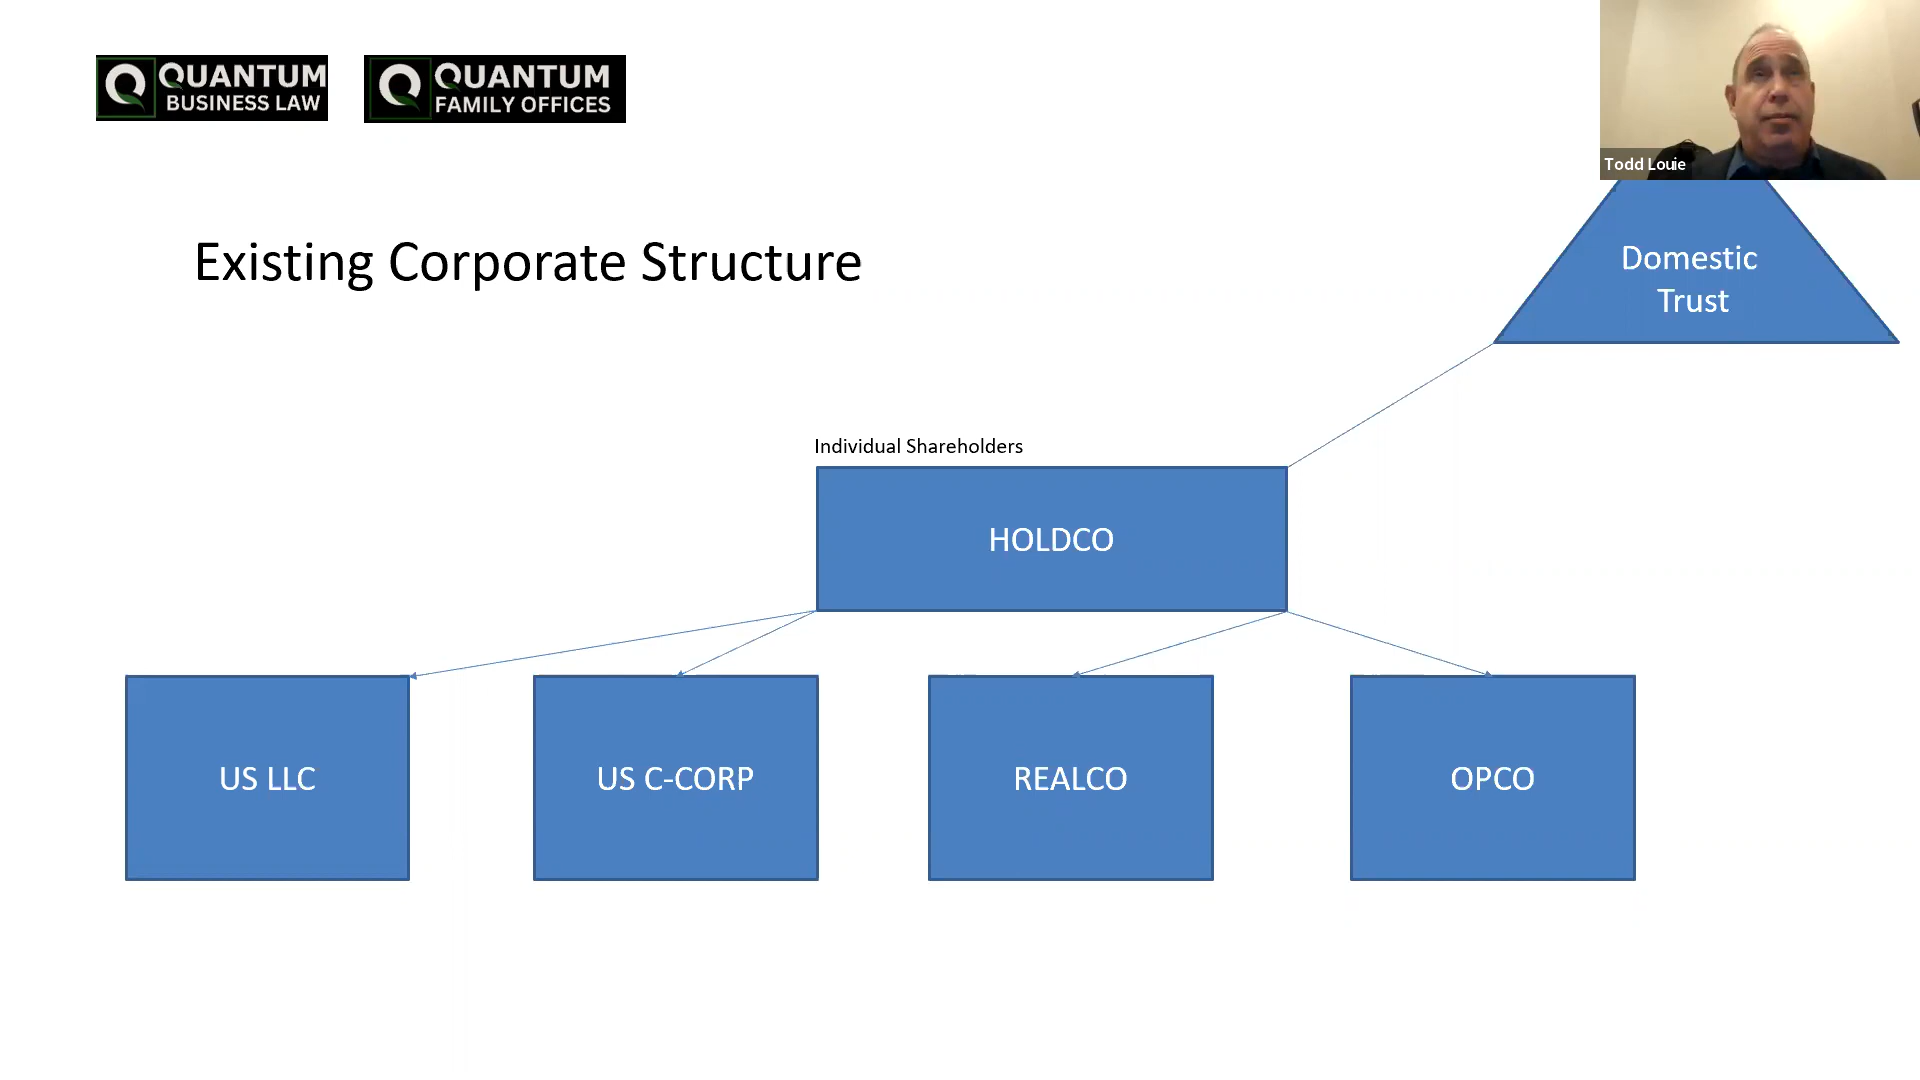 QUANTUM
BUSINESS LAW
QUANTUM
FAMILY OFFICES
Todd Louie
Existing Corporate Structure
Domestic
Trust
Individual Shareholders
HOLDCO
US LLC
US C-CORP
REALCO
OPCO